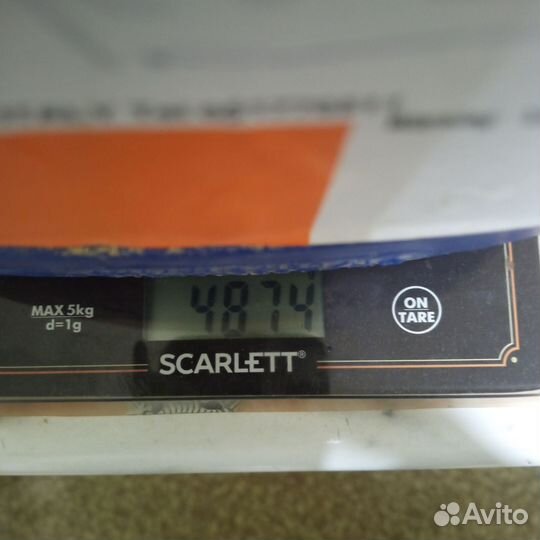 MAX 5kg
d=1g
4874
ON
TARE
SCARLETT®
Avito